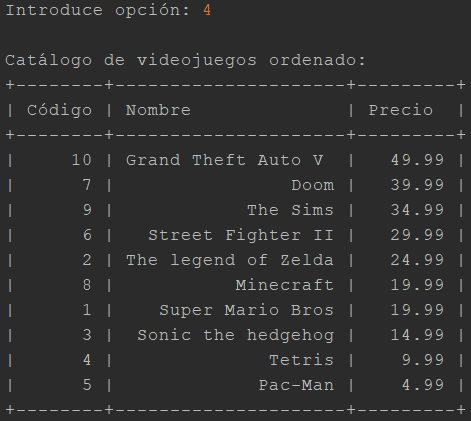 Introduce opción: 4
Catálogo de videojuegos ordenado:
+--------+---------------------+---------+
| Código | Nombre              | Precio  |
+--------+---------------------+---------+
|     10 | Grand Theft Auto V  |   49.99 |
|      7 |                Doom |   39.99 |
|      9 |            The Sims |   34.99 |
|      6 |   Street Fighter II |   29.99 |
|      2 | The legend of Zelda |   24.99 |
|      8 |           Minecraft |   19.99 |
|      1 |    Super Mario Bros |   19.99 |
|      3 |  Sonic the hedgehog |   14.99 |
|      4 |              Tetris |    9.99 |
|      5 |             Pac-Man |    4.99 |
+--------+---------------------+---------+